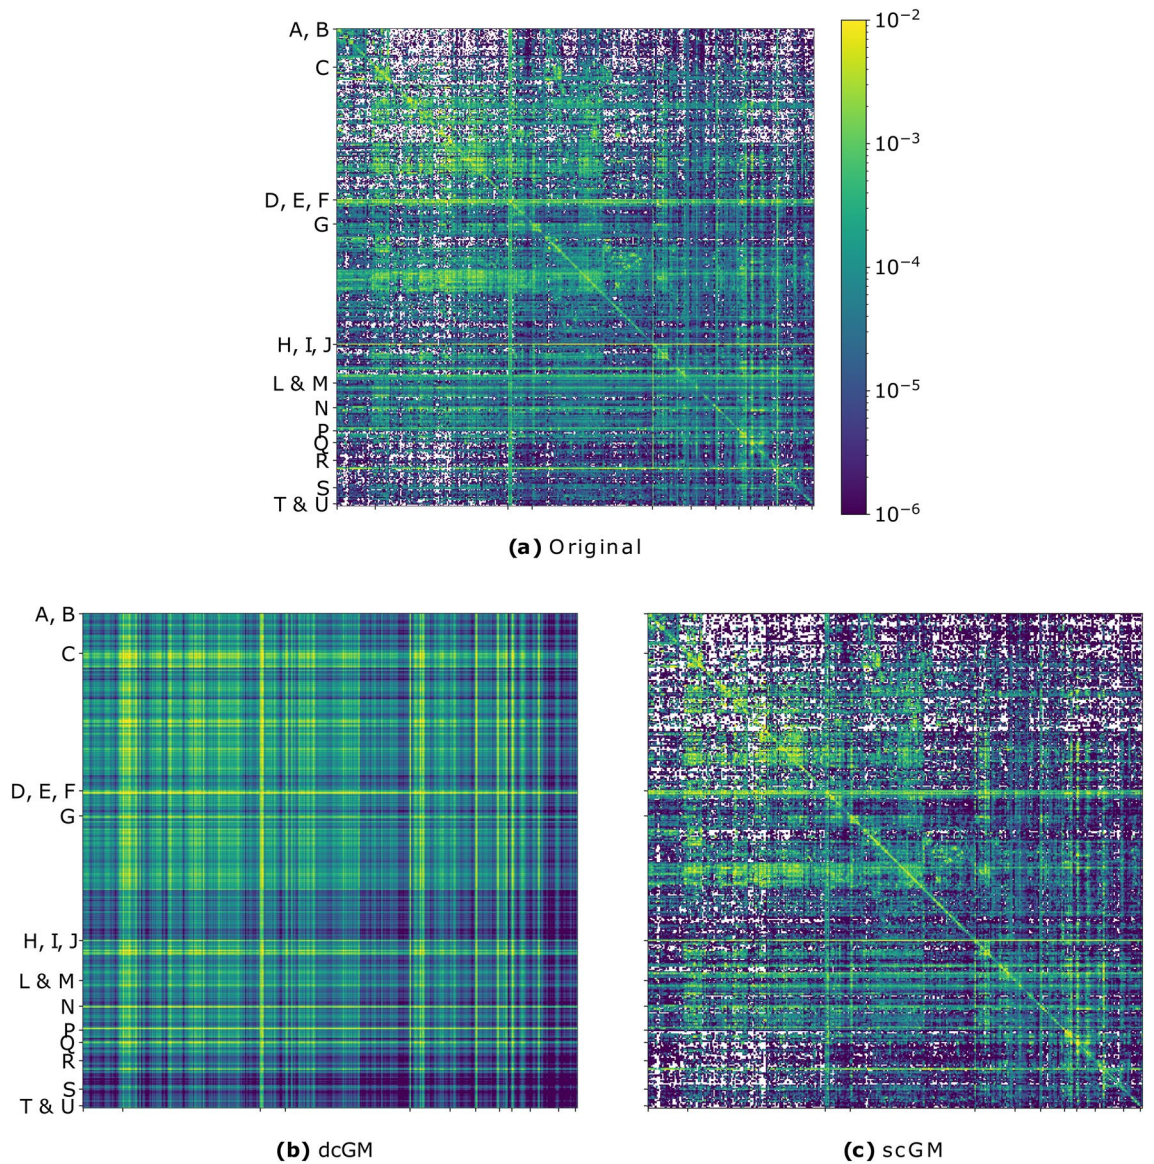 A, B
C
D, E, F
G
H, I, J
L & M
N
P
Q
R
S
T & U
10⁻²
10⁻³
10⁻⁴
10⁻⁵
10⁻⁶
(a) Original
A, B
C
D, E, F
G
H, I, J
L & M
N
P
Q
R
S
T & U
(b) dcGM
(c) scGM